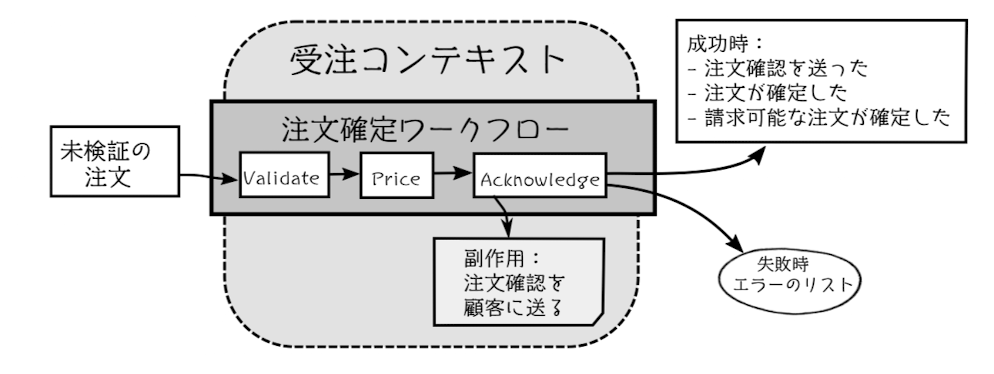 受注コンテキスト
注文確定ワークフロー
未検証の
注文
Validate
Price
Acknowledge
成功時：
- 注文確認を送った
- 注文が確定した
- 請求可能な注文が確定した
副作用：
注文確認を
顧客に送る
失敗時
エラーのリスト